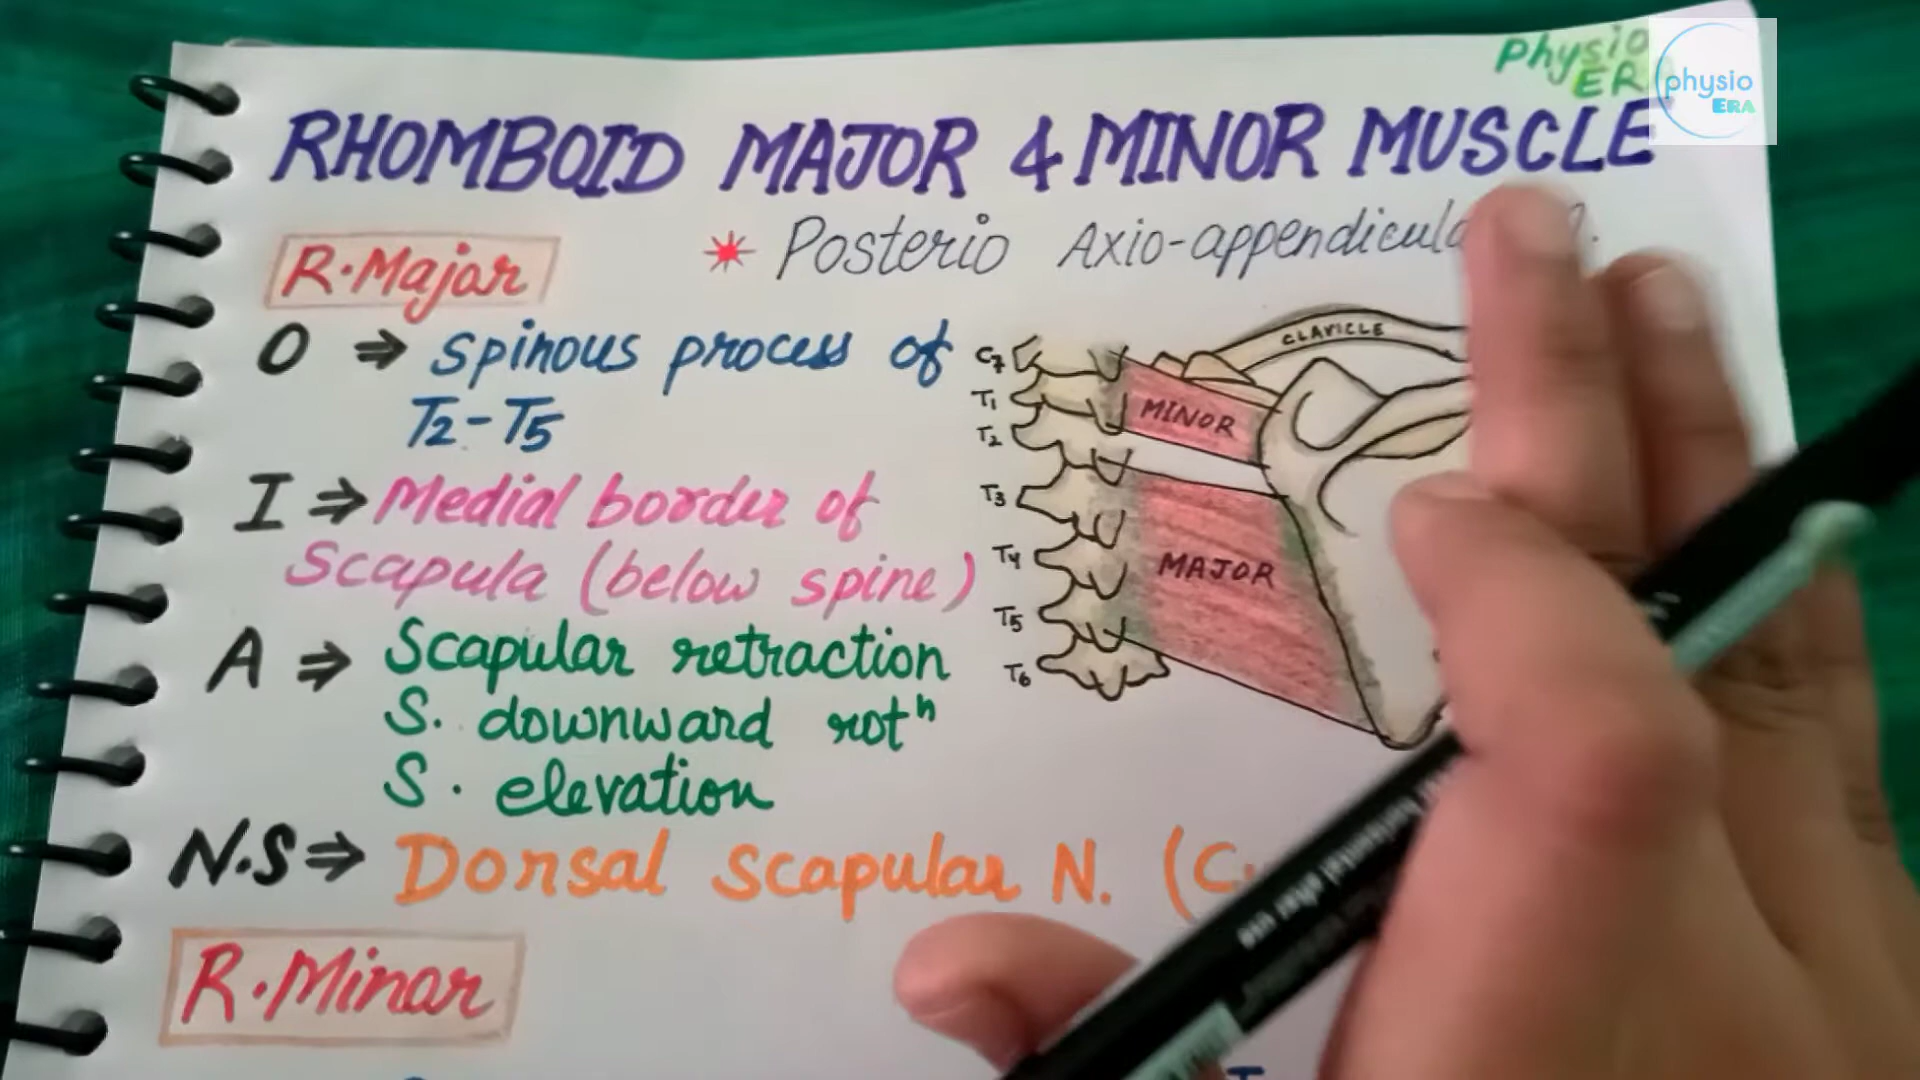 Physio
ERA
physio
ERA
RHOMBOID MAJOR & MINOR MUSCLE
Posterio Axio-appendicula
R.Major
O ⇒ Spinous process of
T2-T5
I ⇒ Medial border of
Scapula (below spine)
A ⇒ Scapular retraction
S. downward rotⁿ
S. elevation
N.S ⇒ Dorsal Scapular N. (C
R.Minor
CLAVICLE
C7
T1
MINOR
T2
T3
T4
MAJOR
T5
T6